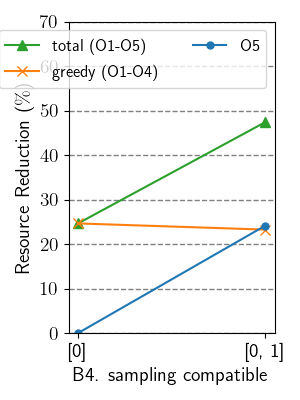 70
total (O1-O5)
O5
60
greedy (O1-O4)
50
40
30
20
10
0
Resource Reduction (%)
[0]
[0, 1]
B4. sampling compatible